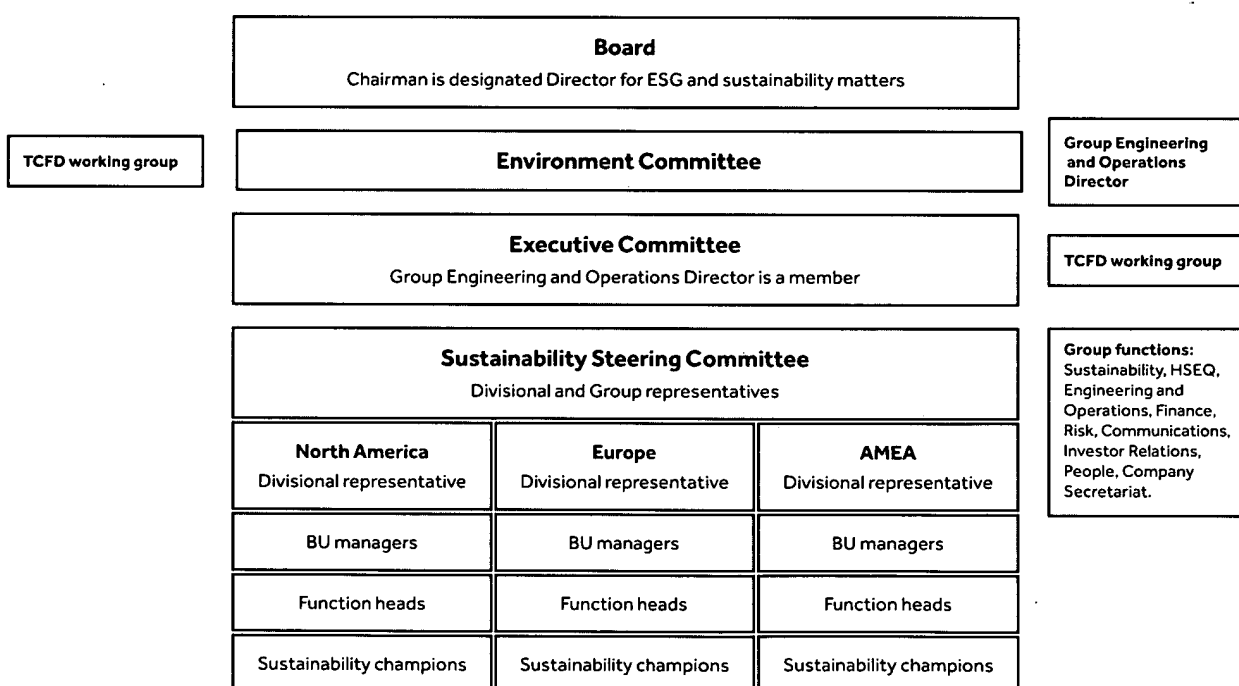 Board
Chairman is designated Director for ESG and sustainability matters
TCFD working group
Environment Committee
Group Engineering
and Operations
Director
Executive Committee
Group Engineering and Operations Director is a member
TCFD working group
Sustainability Steering Committee
Divisional and Group representatives
Group functions:
Sustainability, HSEQ,
Engineering and
Operations, Finance,
Risk, Communications,
Investor Relations,
People, Company
Secretariat.
North America
Divisional representative
Europe
Divisional representative
AMEA
Divisional representative
BU managers
BU managers
BU managers
Function heads
Function heads
Function heads
Sustainability champions
Sustainability champions
Sustainability champions